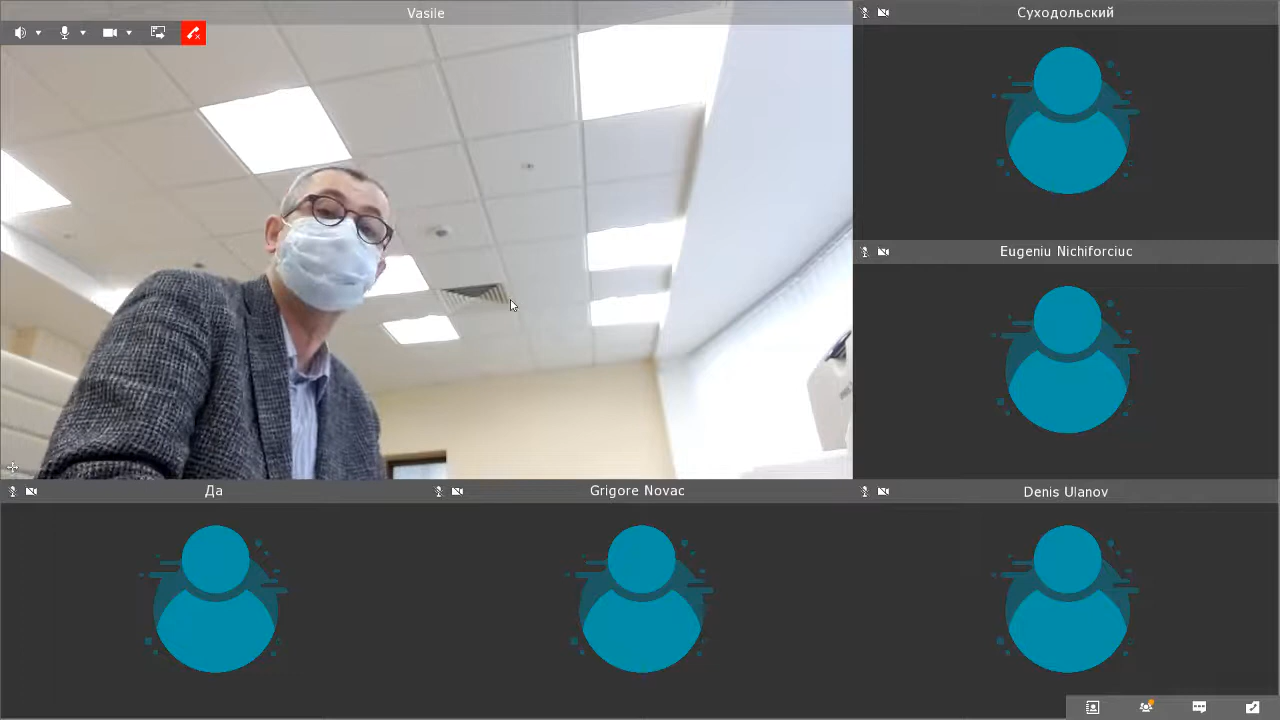 Vasile
Суходольский
Eugeniu Nichiforciuc
Да
Grigore Novac
Denis Ulanov